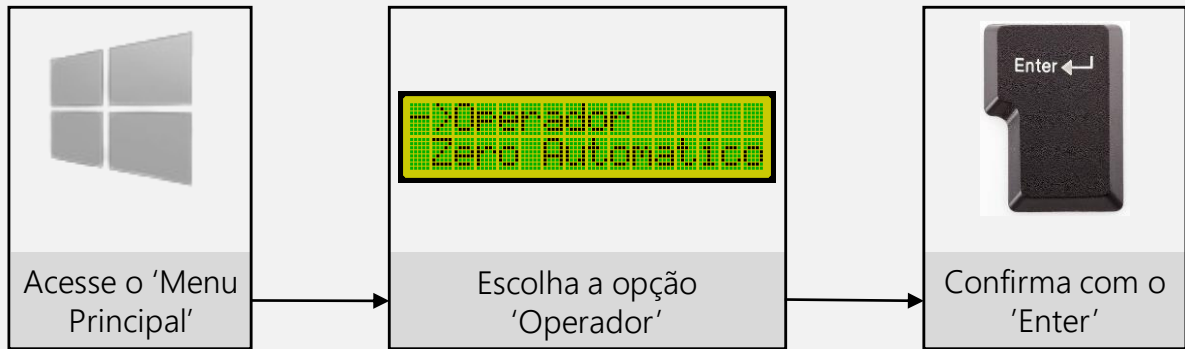 ->Operador
Zero Automatico
Enter
Acesse o ‘Menu
Principal’
Escolha a opção
‘Operador’
Confirma com o
’Enter’